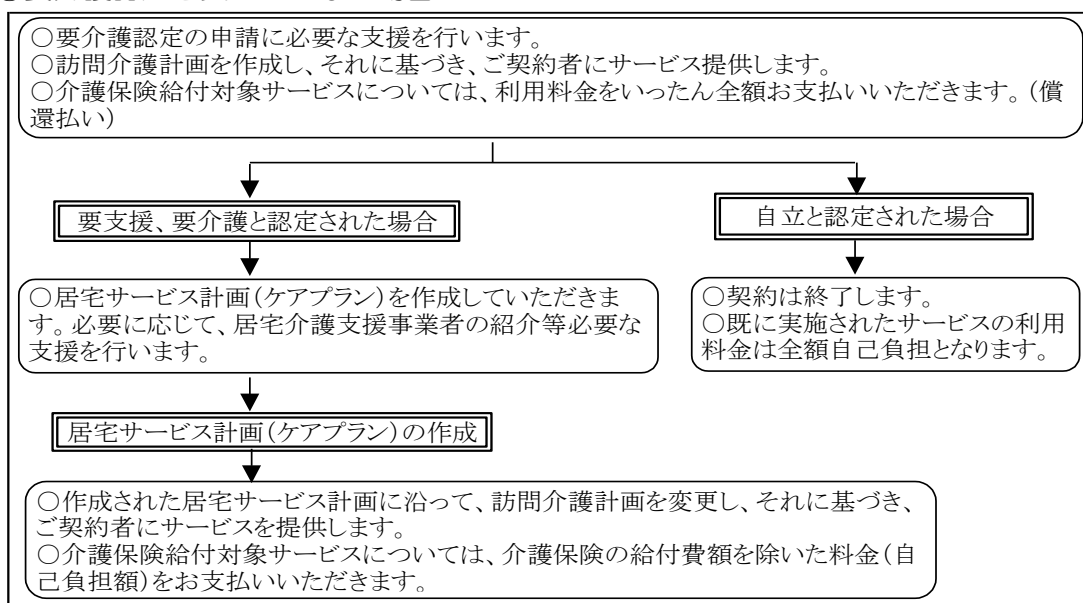 ○要介護認定の申請に必要な支援を行います。
○訪問介護計画を作成し、それに基づき、ご契約者にサービス提供します。
○介護保険給付対象サービスについては、利用料金をいったん全額お支払いいただきます。(償
還払い)
要支援、要介護と認定された場合
自立と認定された場合
○居宅サービス計画(ケアプラン)を作成していただきま
す。必要に応じて、居宅介護支援事業者の紹介等必要な
支援を行います。
○契約は終了します。
○既に実施されたサービスの利用
料金は全額自己負担となります。
居宅サービス計画(ケアプラン)の作成
○作成された居宅サービス計画に沿って、訪問介護計画を変更し、それに基づき、
ご契約者にサービスを提供します。
○介護保険給付対象サービスについては、介護保険の給付費額を除いた料金(自
己負担額)をお支払いいただきます。